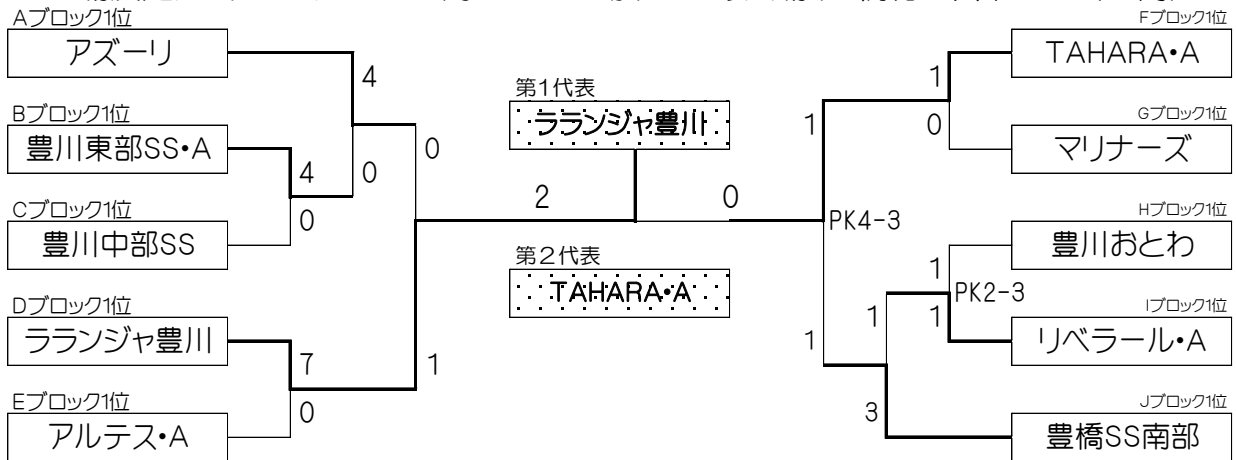 Aブロック1位
アズーリ
Bブロック1位
豊川東部SS・A
Cブロック1位
豊川中部SS
Dブロック1位
ラランジャ豊川
Eブロック1位
アルテス・A
4
4
0
0
0
7
0
1
第1代表
ラランジャ豊川
2
0
第2代表
TAHARA・A
1
1
0
PK4-3
1
PK2-3
1
1
1
3
Fブロック1位
TAHARA・A
Gブロック1位
マリナーズ
Hブロック1位
豊川おとわ
Iブロック1位
リベラール・A
Jブロック1位
豊橋SS南部